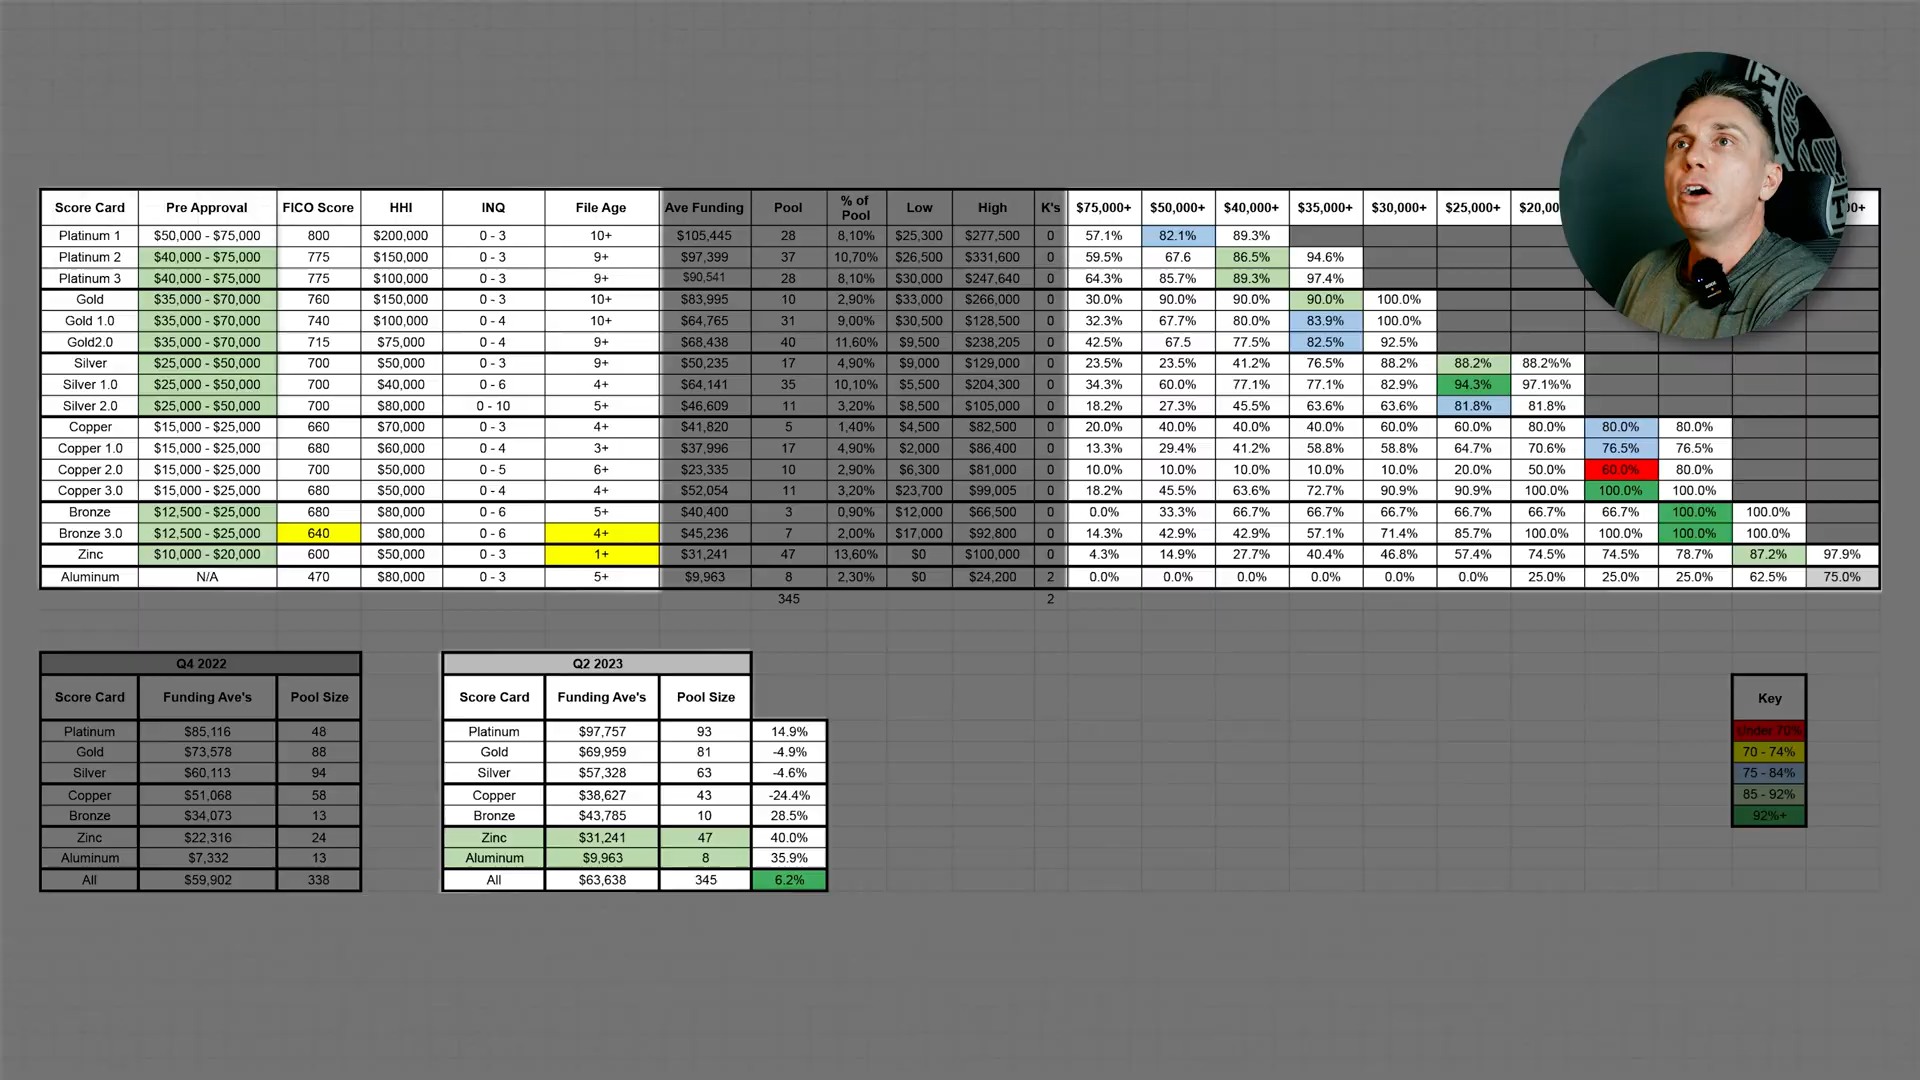 Score Card Pre Approval FICO Score HHI INQ File Age Ave Funding Pool % of Pool Low High K's $75,000+ $50,000+ $40,000+ $35,000+ $30,000+ $25,000+ $20,00 00+
Platinum 1 $50,000 - $75,000 800 $200,000 0 - 3 10+ $105,445 28 8,10% $25,300 $277,500 0 57.1% 82.1% 89.3%
Platinum 2 $40,000 - $75,000 775 $150,000 0 - 3 9+ $97,399 37 10,70% $26,500 $331,600 0 59.5% 67.6 86.5% 94.6%
Platinum 3 $40,000 - $75,000 775 $100,000 0 - 3 9+ $90,541 28 8,10% $30,000 $247,640 0 64.3% 85.7% 89.3% 97.4%
Gold $35,000 - $70,000 760 $150,000 0 - 3 10+ $83,995 10 2,90% $33,000 $266,000 0 30.0% 90.0% 90.0% 90.0% 100.0%
Gold 1.0 $35,000 - $70,000 740 $100,000 0 - 4 10+ $64,765 31 9,00% $30,500 $128,500 0 32.3% 67.7% 80.0% 83.9% 100.0%
Gold2.0 $35,000 - $70,000 715 $75,000 0 - 4 9+ $68,438 40 11,60% $9,500 $238,205 0 42.5% 67.5 77.5% 82.5% 92.5%
Silver $25,000 - $50,000 700 $50,000 0 - 3 9+ $50,235 17 4,90% $9,000 $129,000 0 23.5% 23.5% 41.2% 76.5% 88.2% 88.2% 88.2%%
Silver 1.0 $25,000 - $50,000 700 $40,000 0 - 6 4+ $64,141 35 10,10% $5,500 $204,300 0 34.3% 60.0% 77.1% 77.1% 82.9% 94.3% 97.1%%
Silver 2.0 $25,000 - $50,000 700 $80,000 0 - 10 5+ $46,609 11 3,20% $8,500 $105,000 0 18.2% 27.3% 45.5% 63.6% 63.6% 81.8% 81.8%
Copper $15,000 - $25,000 660 $70,000 0 - 3 4+ $41,820 5 1,40% $4,500 $82,500 0 20.0% 40.0% 40.0% 40.0% 60.0% 60.0% 80.0% 80.0% 80.0%
Copper 1.0 $15,000 - $25,000 680 $60,000 0 - 4 3+ $37,996 17 4,90% $2,000 $86,400 0 13.3% 29.4% 41.2% 58.8% 58.8% 64.7% 70.6% 76.5% 76.5%
Copper 2.0 $15,000 - $25,000 700 $50,000 0 - 5 6+ $23,335 10 2,90% $6,300 $81,000 0 10.0% 10.0% 10.0% 10.0% 10.0% 20.0% 50.0% 60.0% 80.0%
Copper 3.0 $15,000 - $25,000 680 $50,000 0 - 4 4+ $52,054 11 3,20% $23,700 $99,005 0 18.2% 45.5% 63.6% 72.7% 90.9% 90.9% 100.0% 100.0% 100.0%
Bronze $12,500 - $25,000 680 $80,000 0 - 6 5+ $40,400 3 0,90% $12,000 $66,500 0 0.0% 33.3% 66.7% 66.7% 66.7% 66.7% 66.7% 66.7% 100.0% 100.0%
Bronze 3.0 $12,500 - $25,000 640 $80,000 0 - 6 4+ $45,236 7 2,00% $17,000 $92,800 0 14.3% 42.9% 42.9% 57.1% 71.4% 85.7% 100.0% 100.0% 100.0% 100.0%
Zinc $10,000 - $20,000 600 $50,000 0 - 3 1+ $31,241 47 13,60% $0 $100,000 0 4.3% 14.9% 27.7% 40.4% 46.8% 57.4% 74.5% 74.5% 78.7% 87.2% 97.9%
Aluminum N/A 470 $80,000 0 - 3 5+ $9,963 8 2,30% $0 $24,200 2 0.0% 0.0% 0.0% 0.0% 0.0% 0.0% 25.0% 25.0% 25.0% 62.5% 75.0%
345 2
Q4 2022
Score Card Funding Ave's Pool Size
Platinum $85,116 48
Gold $73,578 88
Silver $60,113 94
Copper $51,068 58
Bronze $34,073 13
Zinc $22,316 24
Aluminum $7,332 13
All $59,902 338
Q2 2023
Score Card Funding Ave's Pool Size
Platinum $97,757 93 14.9%
Gold $69,959 81 -4.9%
Silver $57,328 63 -4.6%
Copper $38,627 43 -24.4%
Bronze $43,785 10 28.5%
Zinc $31,241 47 40.0%
Aluminum $9,963 8 35.9%
All $63,638 345 6.2%
Key
Under 70%
70 - 74%
75 - 84%
85 - 92%
92%+